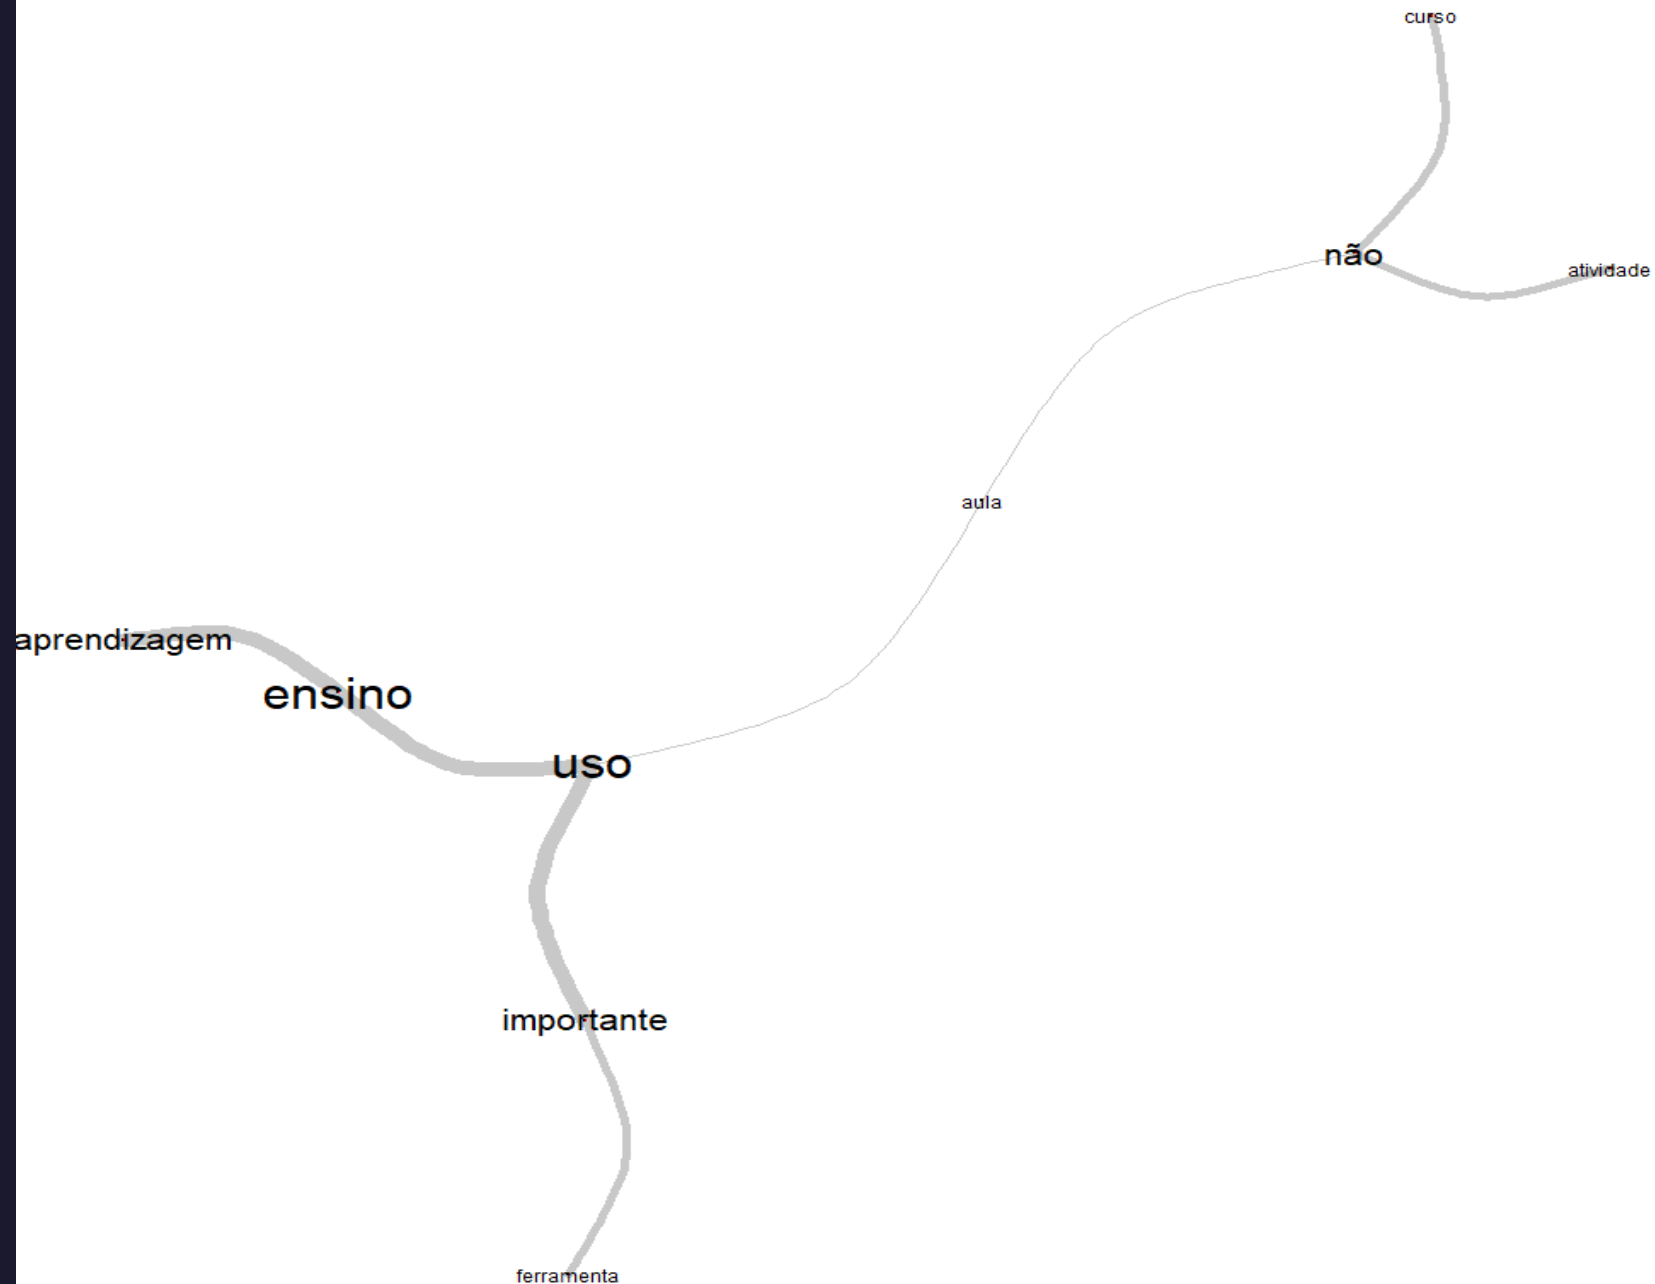 curso
não
atividade
aula
aprendizagem
ensino
uso
importante
ferramenta